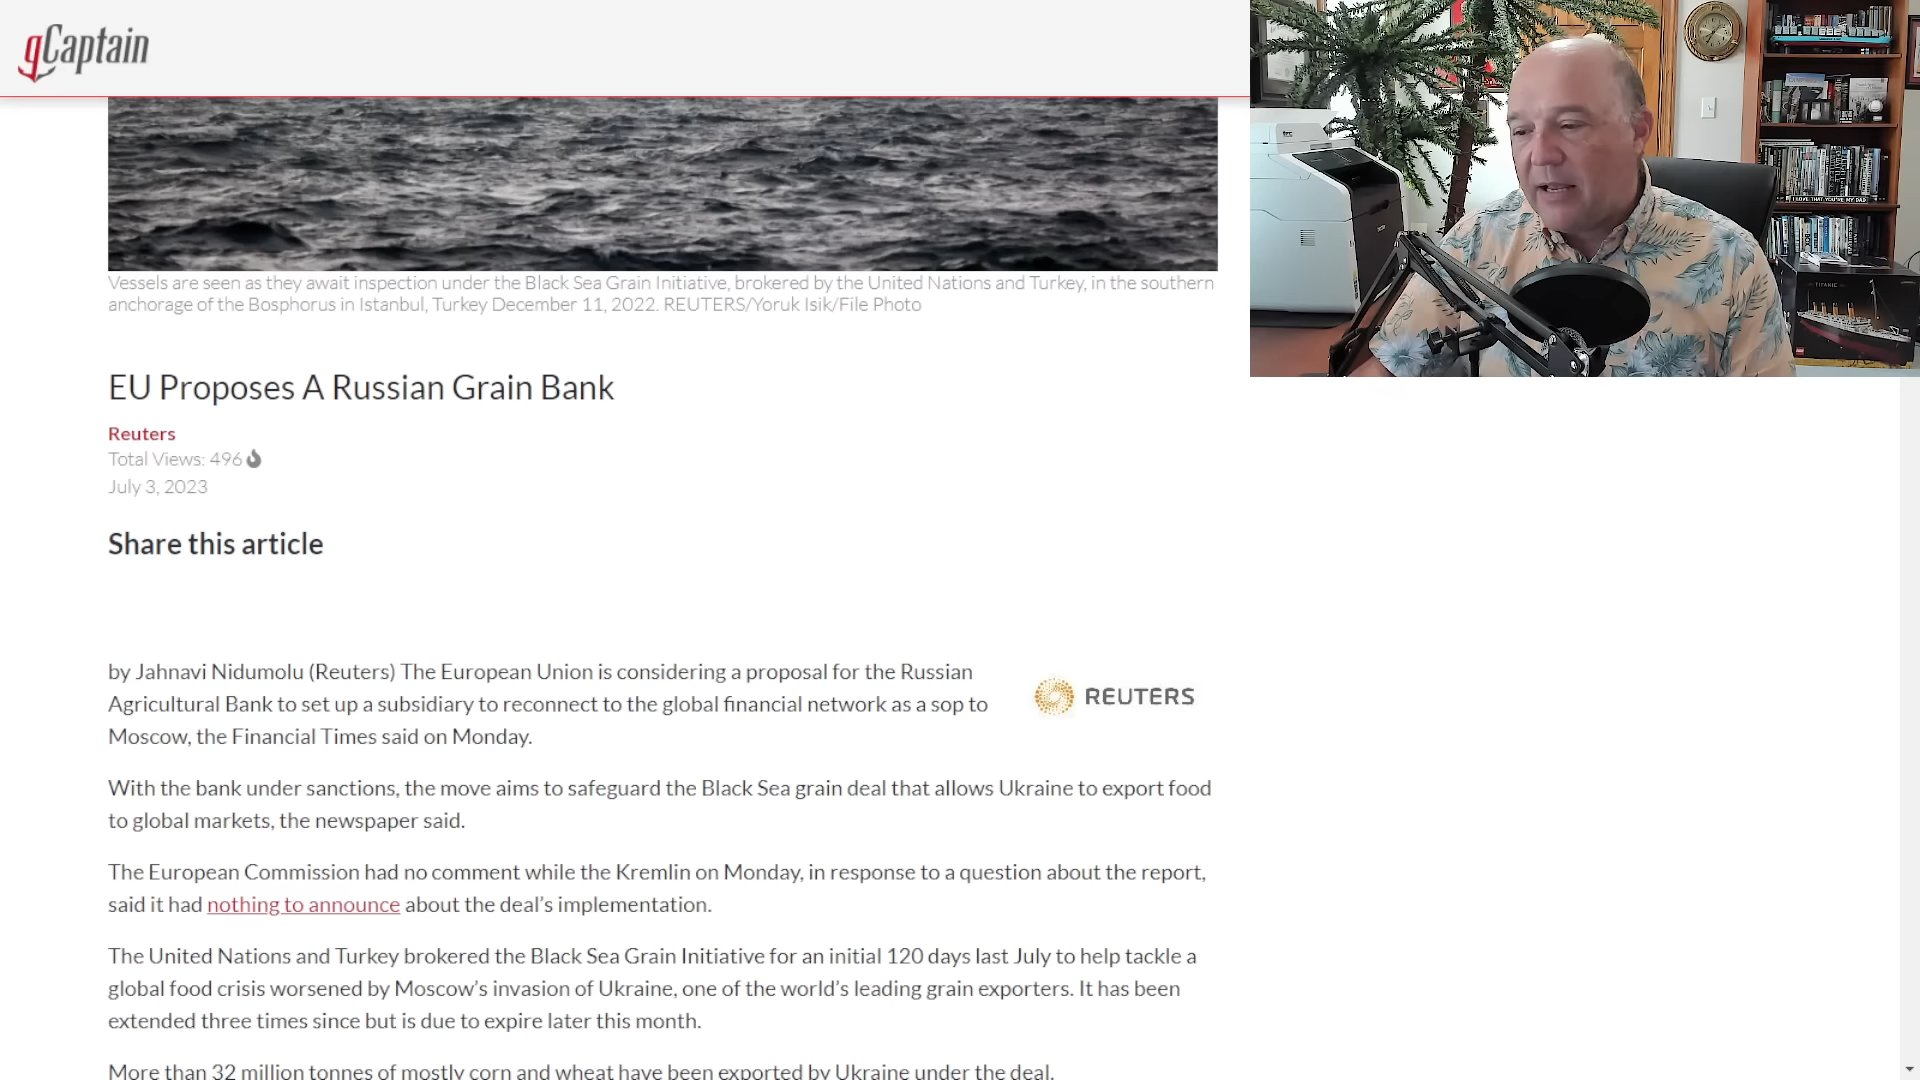 gCaptain
Vessels are seen as they await inspection under the Black Sea Grain Initiative, brokered by the United Nations and Turkey, in the southern
anchorage of the Bosphorus in Istanbul, Turkey December 11, 2022. REUTERS/Yoruk Isik/File Photo
EU Proposes A Russian Grain Bank
Reuters
Total Views: 496
July 3, 2023
Share this article
by Jahnavi Nidumolu (Reuters) The European Union is considering a proposal for the Russian
Agricultural Bank to set up a subsidiary to reconnect to the global financial network as a sop to
Moscow, the Financial Times said on Monday.
REUTERS
With the bank under sanctions, the move aims to safeguard the Black Sea grain deal that allows Ukraine to export food
to global markets, the newspaper said.
The European Commission had no comment while the Kremlin on Monday, in response to a question about the report,
said it had nothing to announce about the deal’s implementation.
The United Nations and Turkey brokered the Black Sea Grain Initiative for an initial 120 days last July to help tackle a
global food crisis worsened by Moscow’s invasion of Ukraine, one of the world’s leading grain exporters. It has been
extended three times since but is due to expire later this month.
More than 32 million tonnes of mostly corn and wheat have been exported by Ukraine under the deal.
I LOVE THAT YOU'RE MY DAD
TITANIC